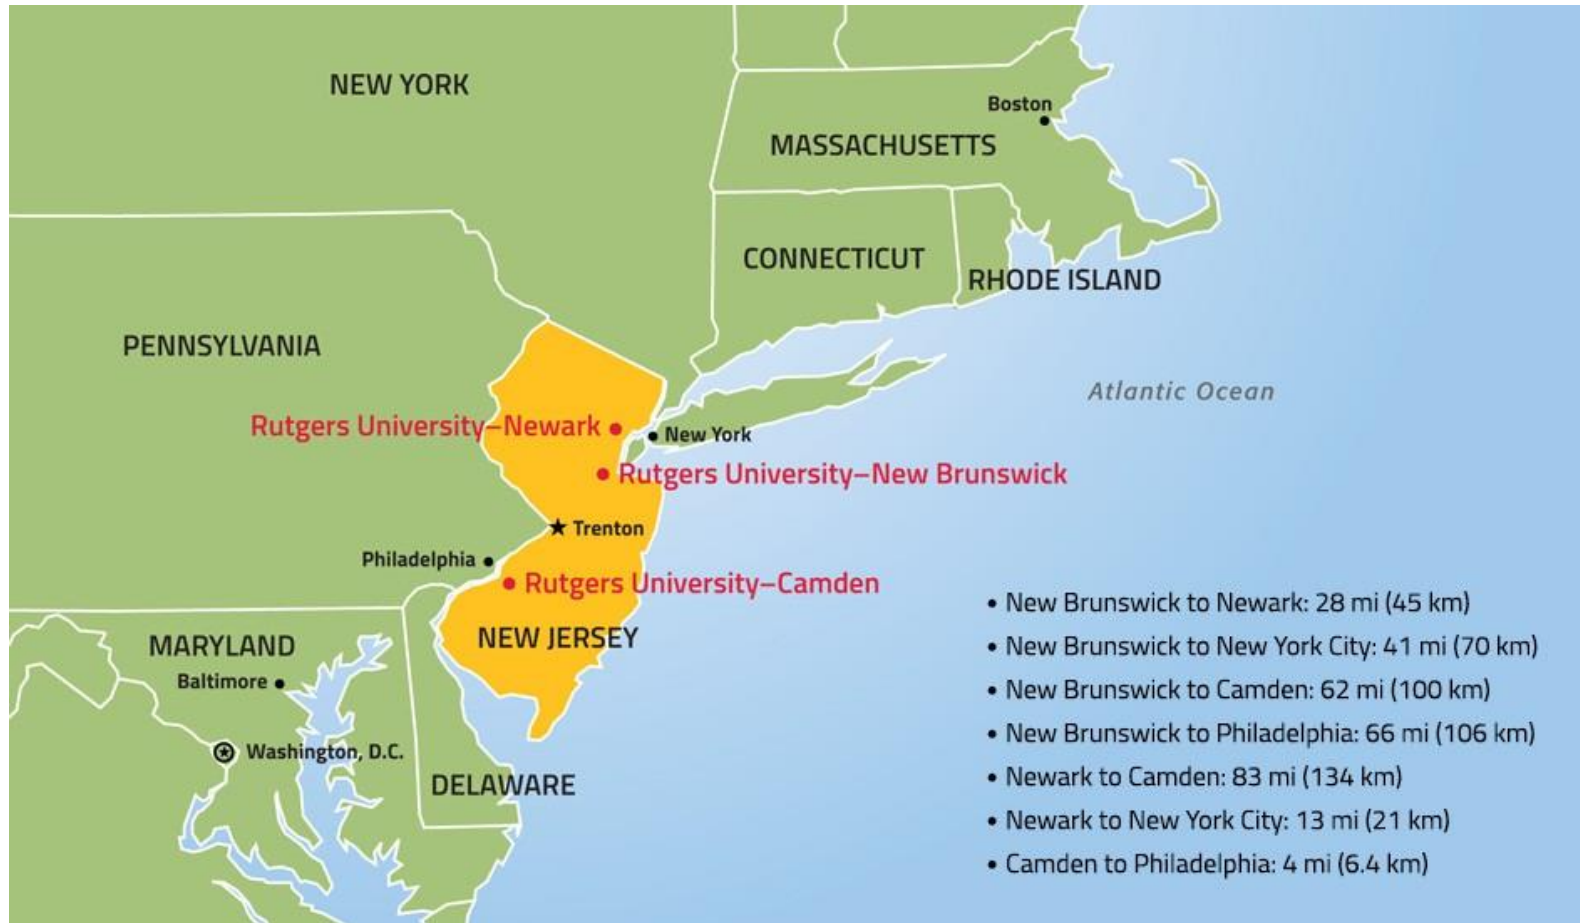 NEW YORK
Boston
MASSACHUSETTS
CONNECTICUT
RHODE ISLAND
PENNSYLVANIA
Atlantic Ocean
Rutgers University–Newark
New York
Rutgers University–New Brunswick
Trenton
Philadelphia
Rutgers University–Camden
NEW JERSEY
MARYLAND
Baltimore
Washington, D.C.
DELAWARE
• New Brunswick to Newark: 28 mi (45 km)
• New Brunswick to New York City: 41 mi (70 km)
• New Brunswick to Camden: 62 mi (100 km)
• New Brunswick to Philadelphia: 66 mi (106 km)
• Newark to Camden: 83 mi (134 km)
• Newark to New York City: 13 mi (21 km)
• Camden to Philadelphia: 4 mi (6.4 km)